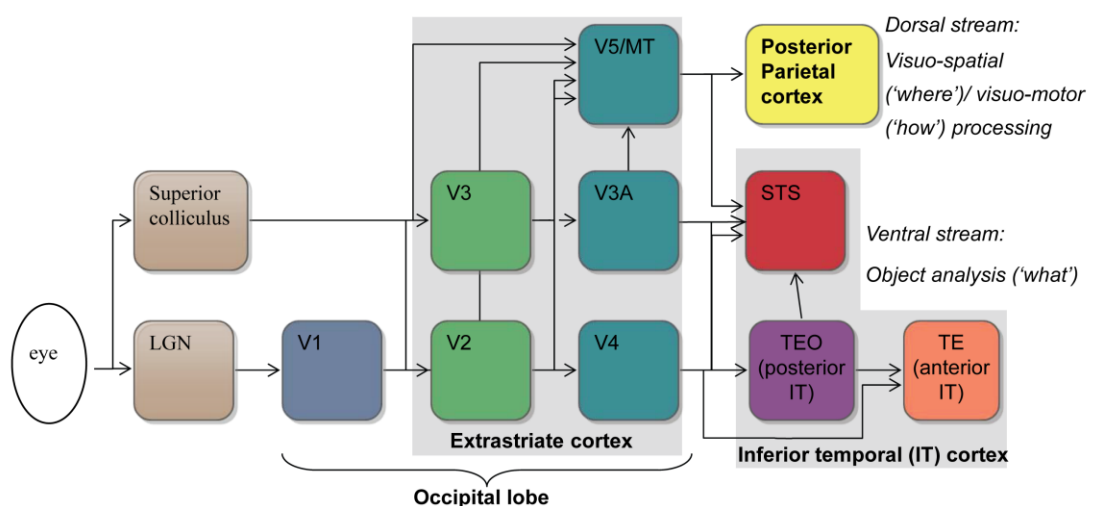 V5/MT
Posterior
Parietal
cortex
Dorsal stream:
Visuo-spatial
(‘where’)/ visuo-motor
(‘how’) processing
Superior
colliculus
V3
V3A
STS
Ventral stream:
Object analysis (‘what’)
eye
LGN
V1
V2
V4
TEO
(posterior
IT)
TE
(anterior
IT)
Extrastriate cortex
Inferior temporal (IT) cortex
Occipital lobe